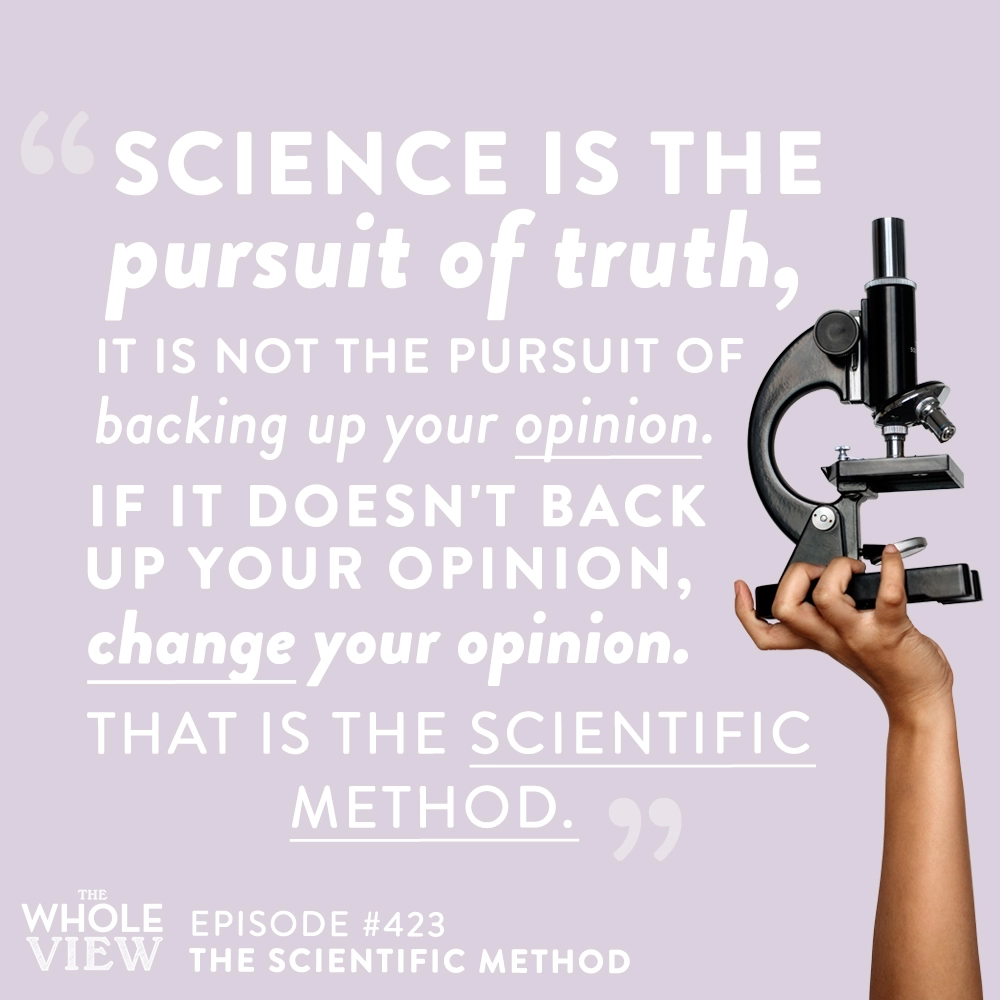 “SCIENCE IS THE
pursuit of truth,
IT IS NOT THE PURSUIT OF
backing up your opinion.
IF IT DOESN'T BACK
UP YOUR OPINION,
change your opinion.
THAT IS THE SCIENTIFIC
METHOD.”
THE
WHOLE
VIEW
EPISODE #423
THE SCIENTIFIC METHOD